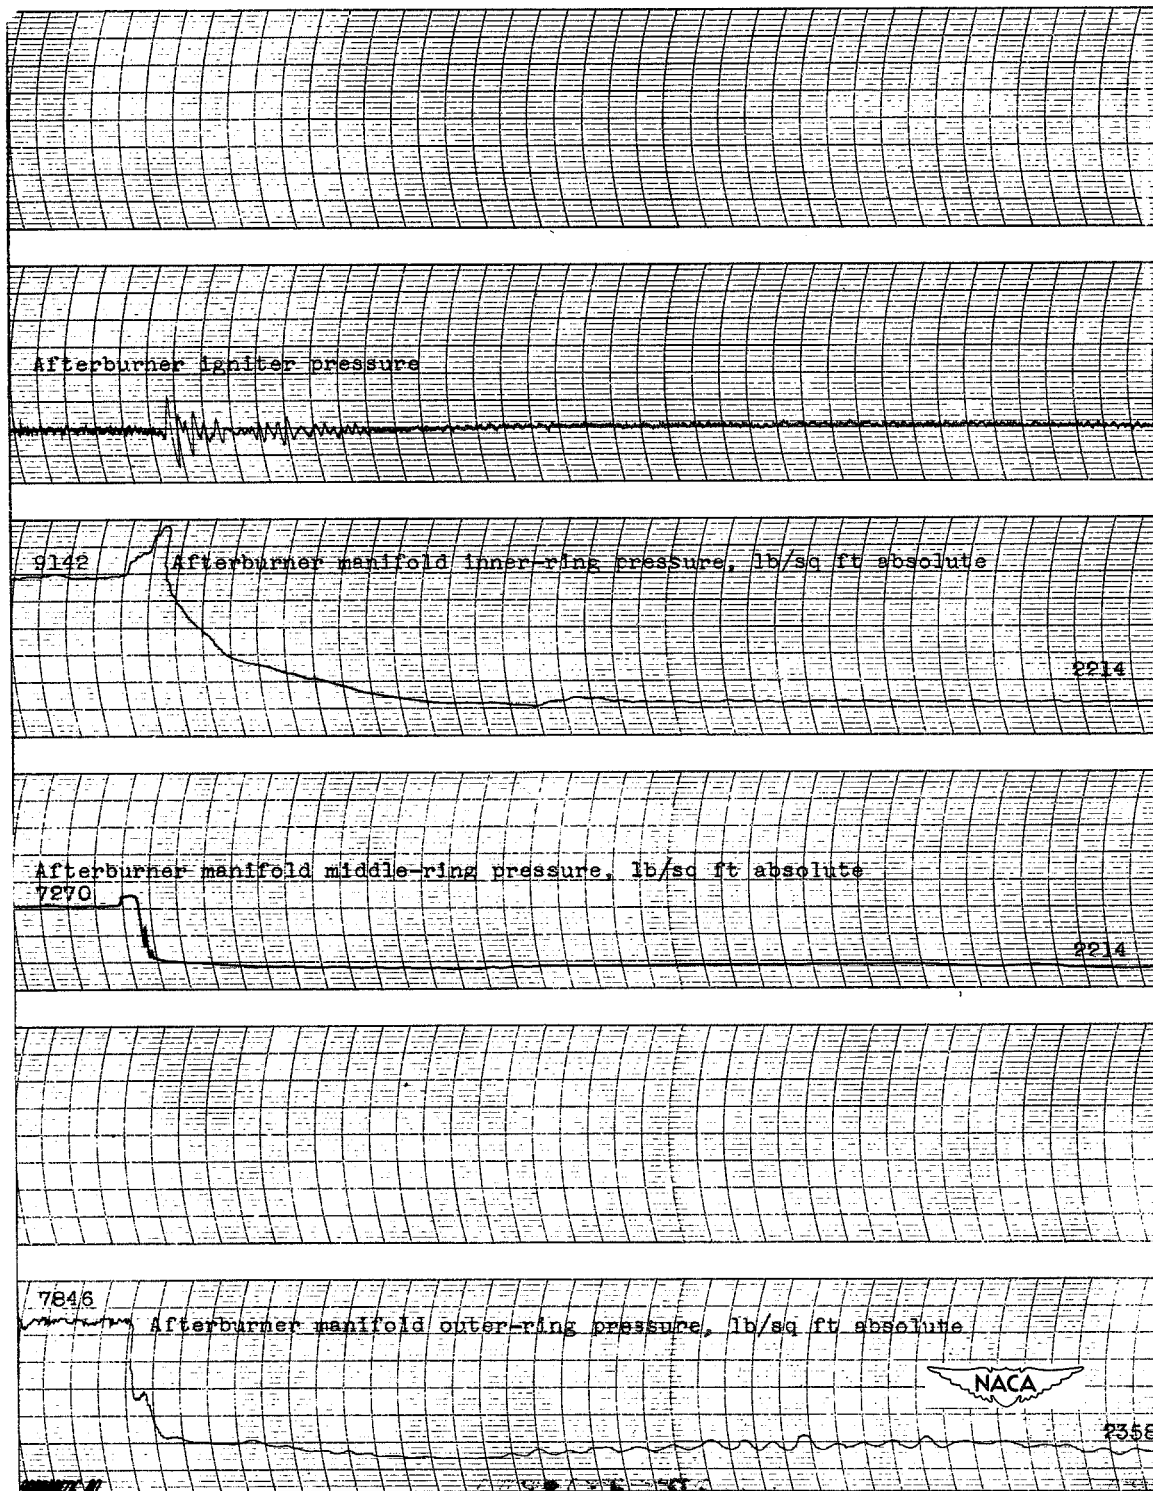 Afterburner igniter pressure
9142
Afterburner manifold inner-ring pressure, lb/sq ft absolute
2214
Afterburner manifold middle-ring pressure, lb/sq ft absolute
7270
2214
7846
Afterburner manifold outer-ring pressure, lb/sq ft absolute
NACA
2358